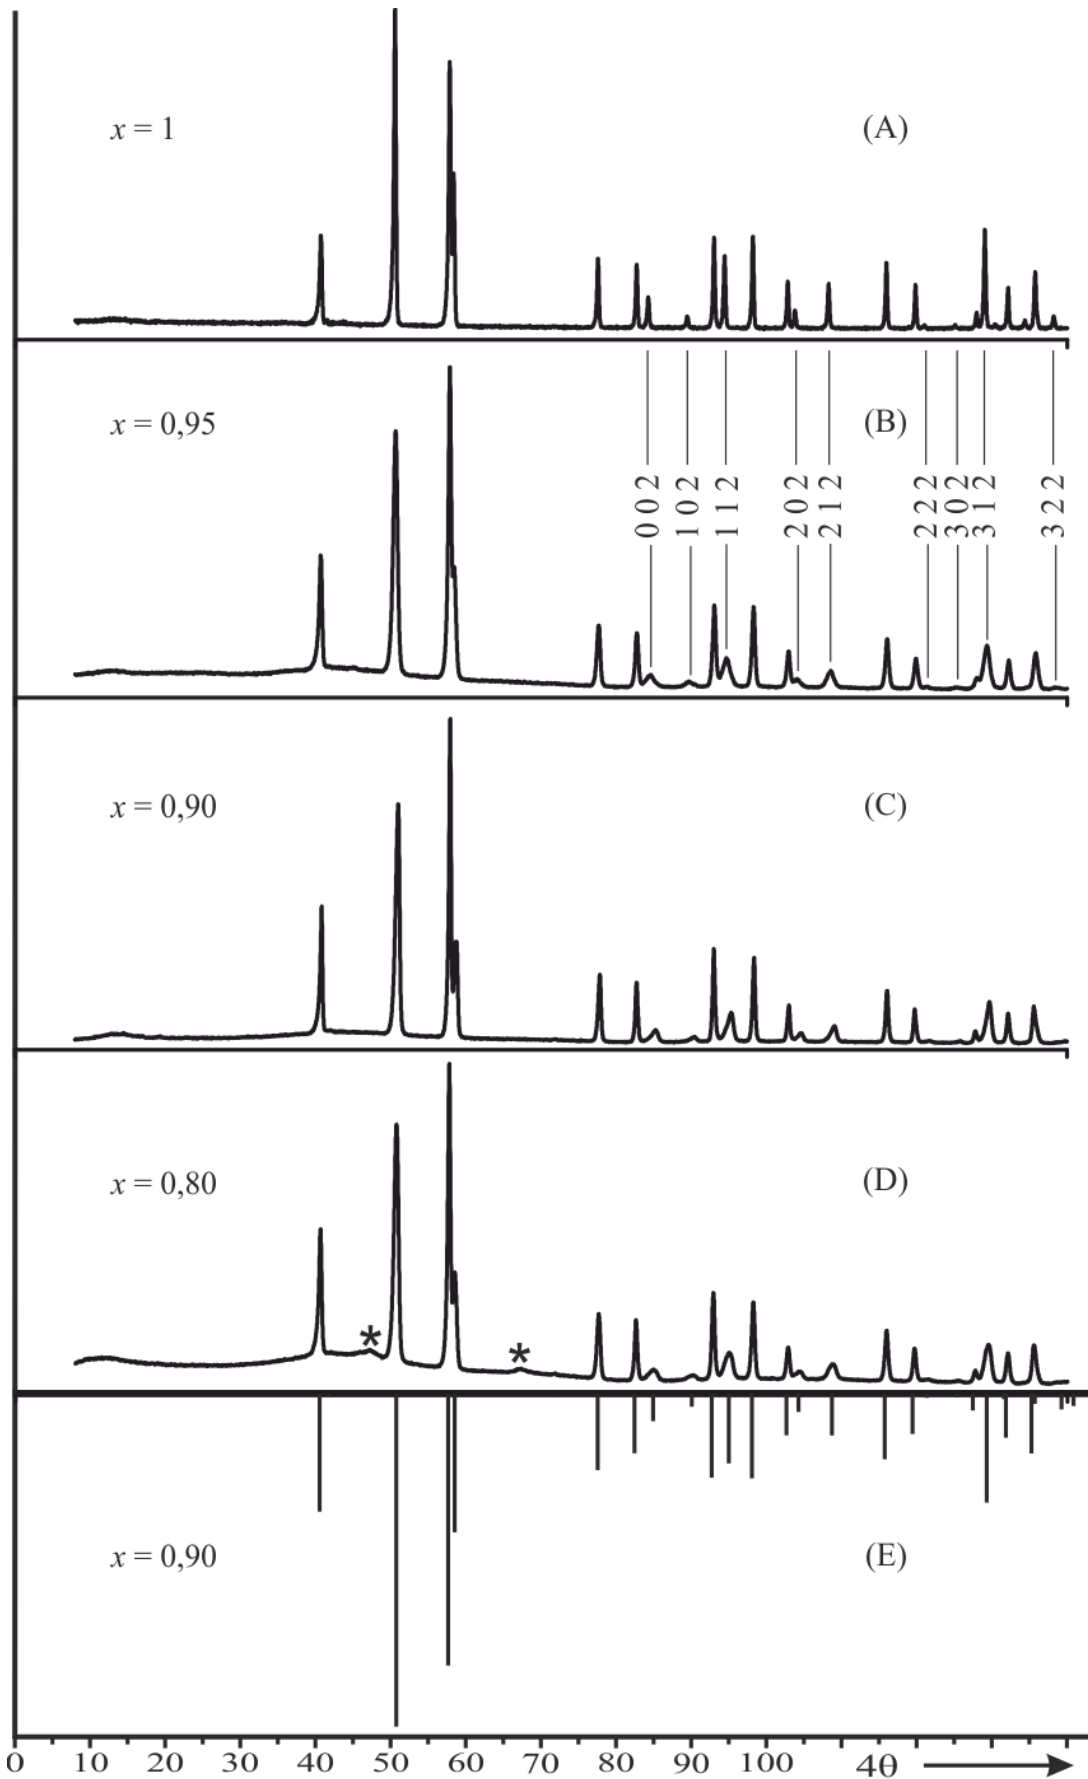 x = 1
(A)
x = 0,95
(B)
0 0 2
1 0 2
1 1 2
2 0 2
2 1 2
2 2 2
3 0 2
3 1 2
3 2 2
x = 0,90
(C)
x = 0,80
(D)
*
*
x = 0,90
(E)
0 10 20 30 40 50 60 70 80 90 100 4θ